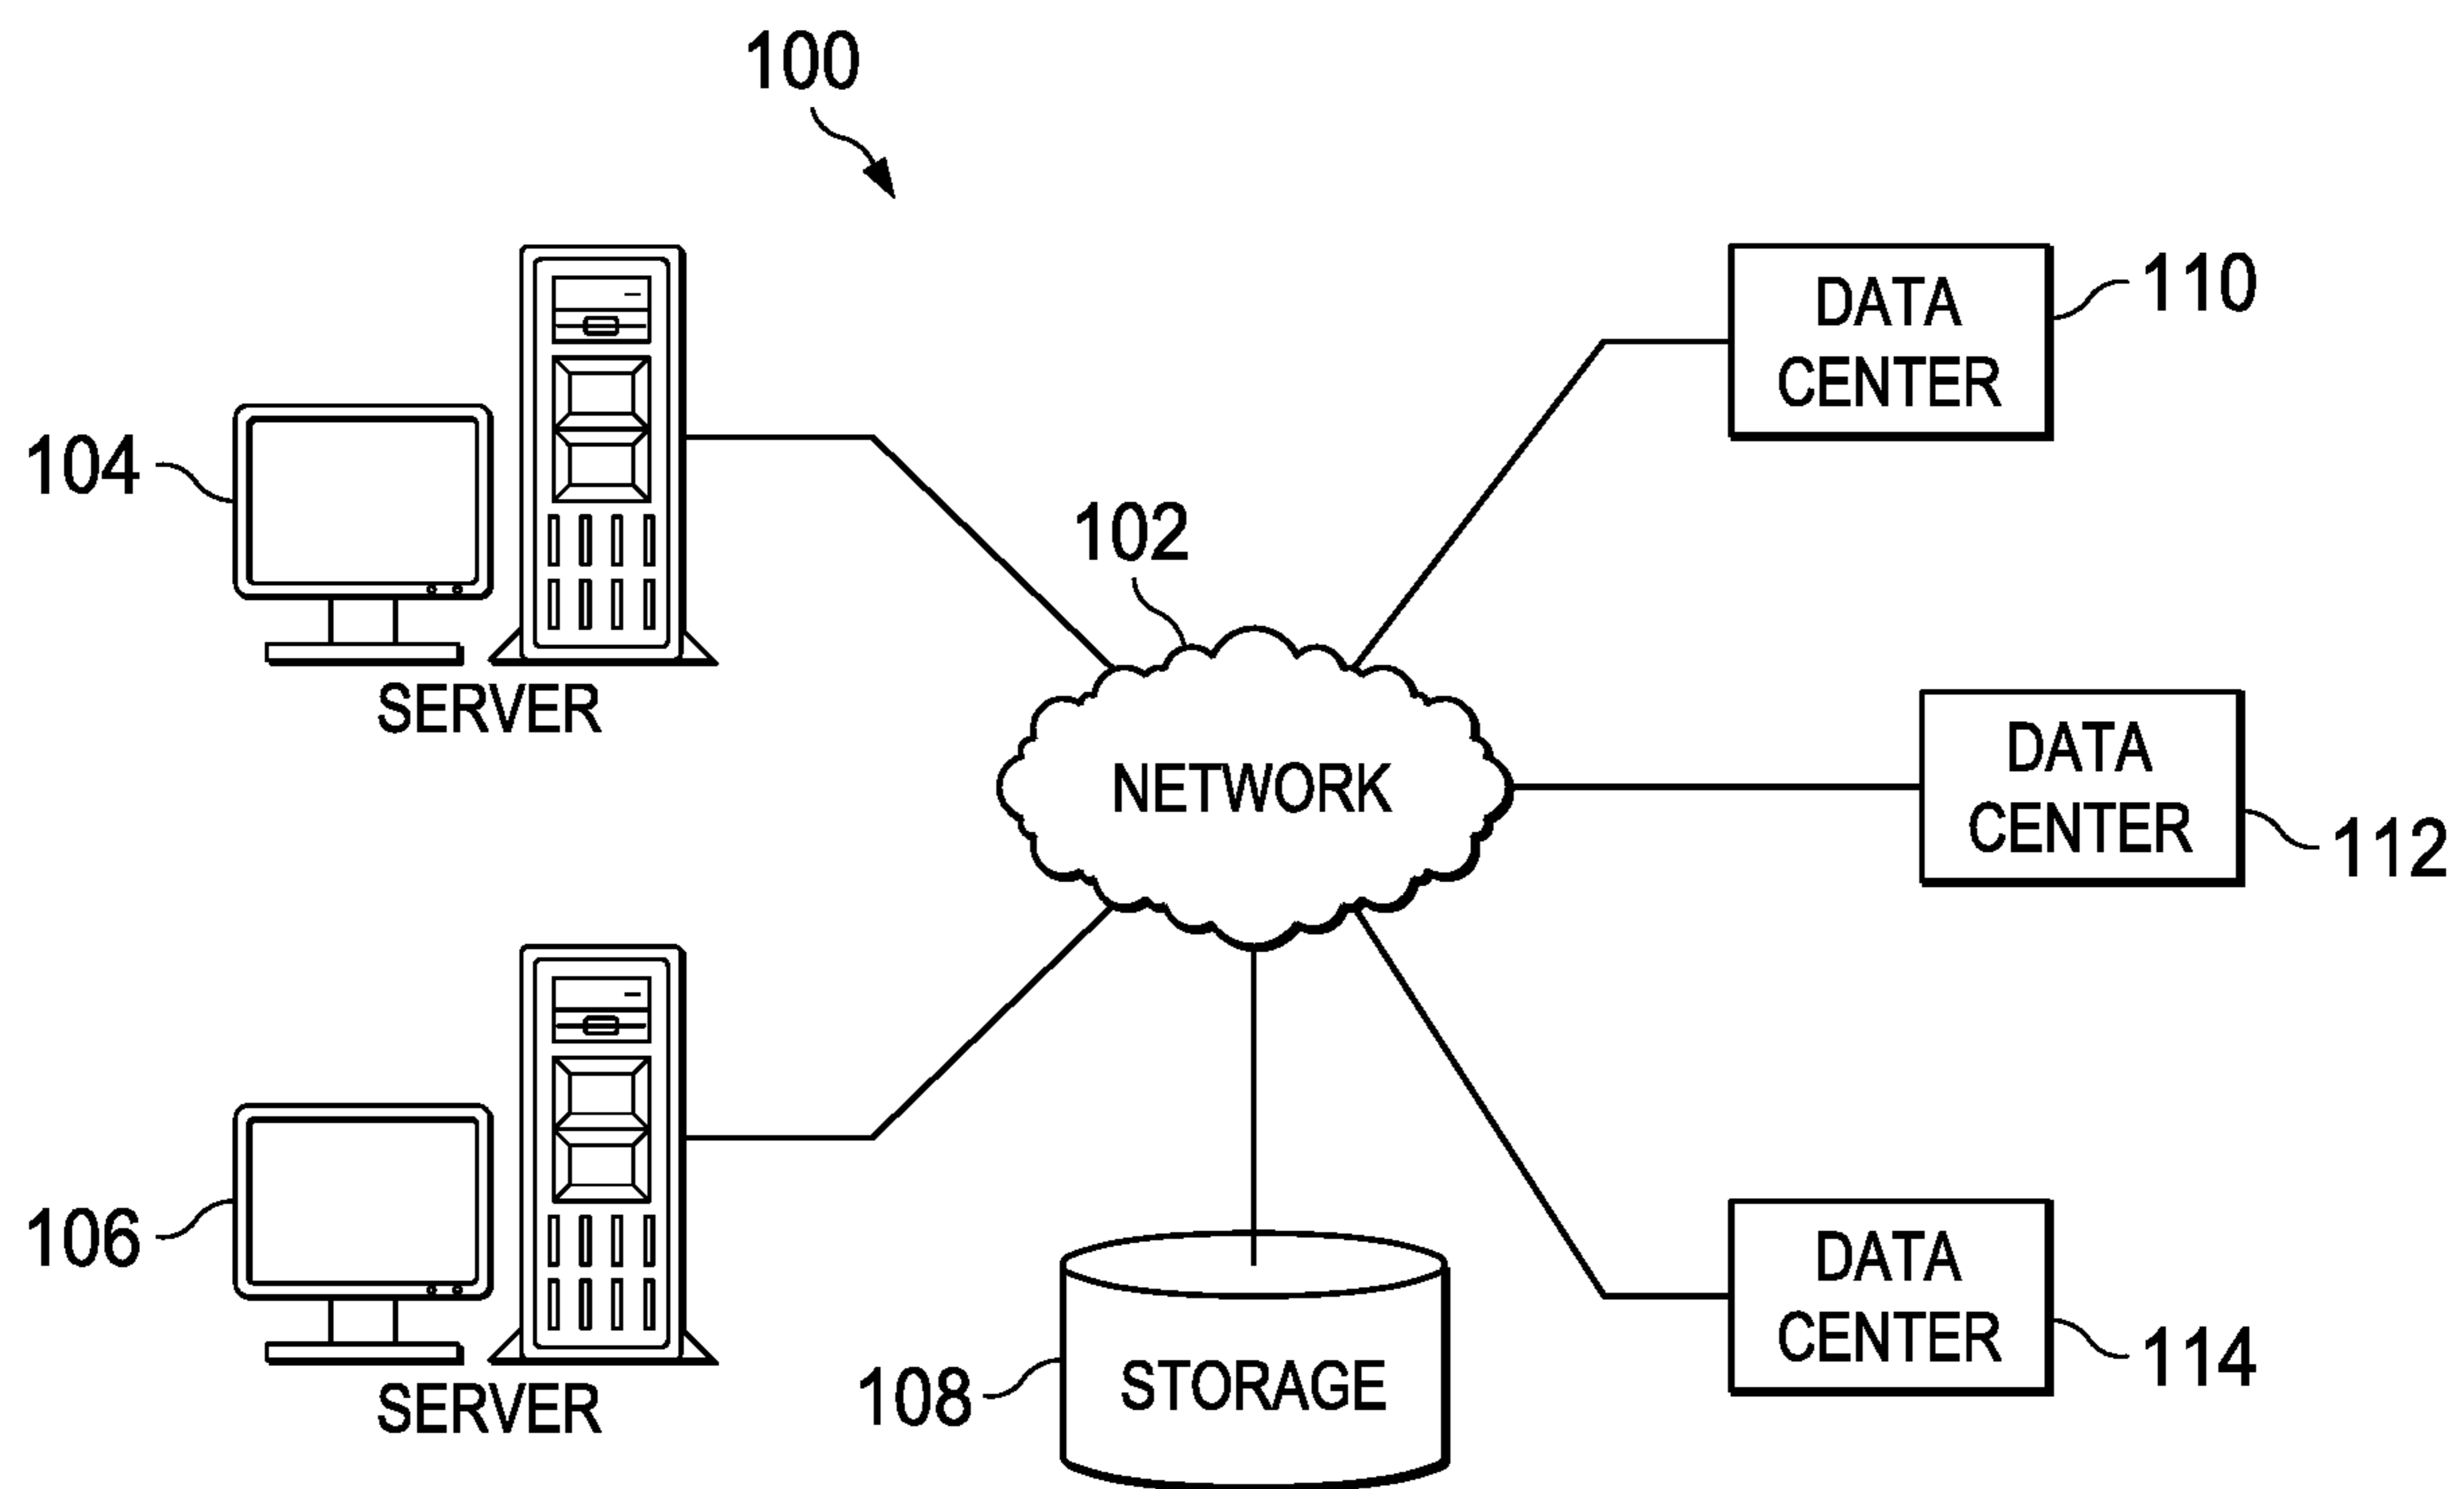 100
DATA
CENTER
110
104
SERVER
102
NETWORK
DATA
CENTER
112
106
SERVER
108
STORAGE
DATA
CENTER
114